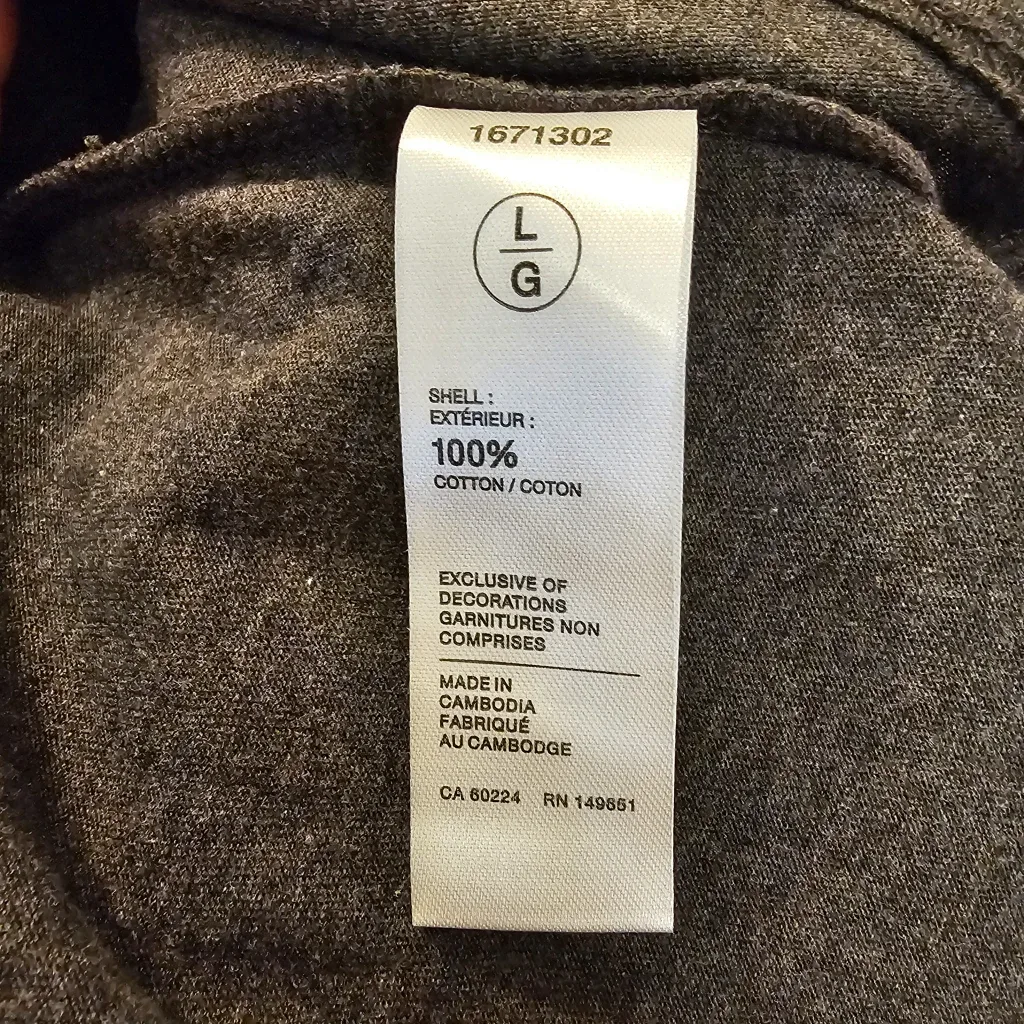 1671302
L
G
SHELL :
EXTÉRIEUR :
100%
COTTON / COTON
EXCLUSIVE OF
DECORATIONS
GARNITURES NON
COMPRISES
MADE IN
CAMBODIA
FABRIQUÉ
AU CAMBODGE
CA 60224 RN 149851